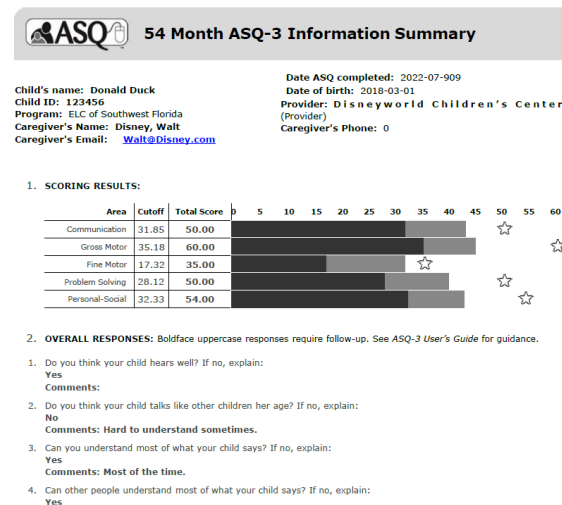 ASQ
54 Month ASQ-3 Information Summary
Child's name: Donald Duck
Child ID: 123456
Program: ELC of Southwest Florida
Caregiver's Name: Disney, Walt
Caregiver's Email: Walt@Disney.com
Date ASQ completed: 2022-07-909
Date of birth: 2018-03-01
Provider: Disneyworld Children's Center
(Provider)
Caregiver's Phone: 0
1. SCORING RESULTS:
Area Cutoff Total Score 0 5 10 15 20 25 30 35 40 45 50 55 60
Communication 31.85 50.00
Gross Motor 35.18 60.00
Fine Motor 17.32 35.00
Problem Solving 28.12 50.00
Personal-Social 32.33 54.00
2. OVERALL RESPONSES: Boldface uppercase responses require follow-up. See ASQ-3 User's Guide for guidance.
1. Do you think your child hears well? If no, explain:
Yes
Comments:
2. Do you think your child talks like other children her age? If no, explain:
No
Comments: Hard to understand sometimes.
3. Can you understand most of what your child says? If no, explain:
Yes
Comments: Most of the time.
4. Can other people understand most of what your child says? If no, explain:
Yes